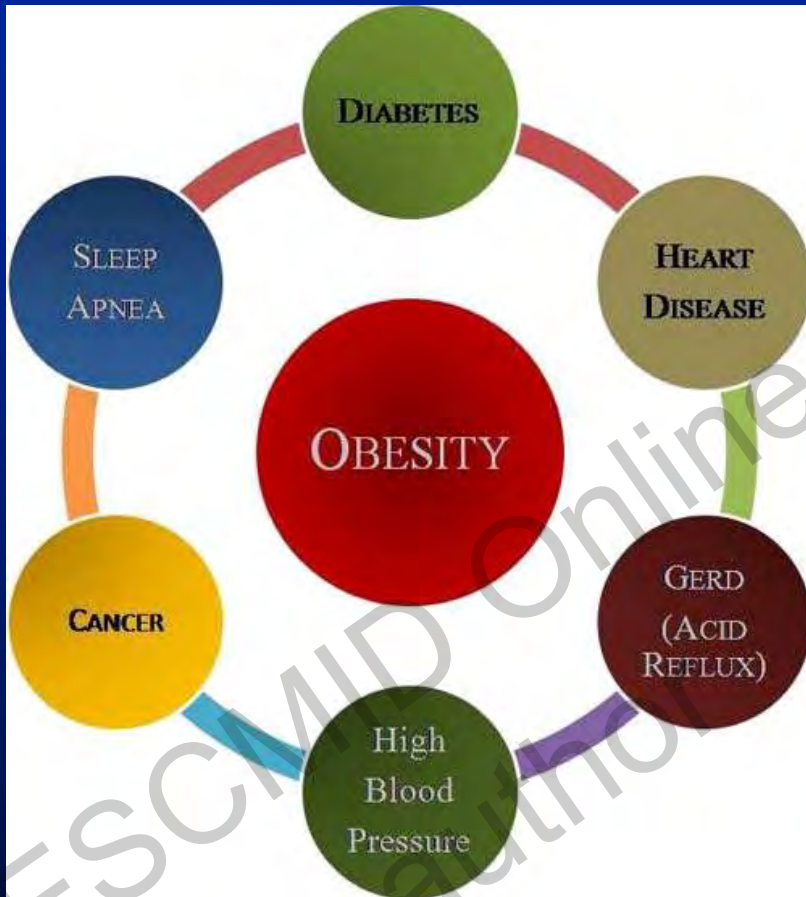 DIABETES
HEART
DISEASE
GERD
(ACID
REFLUX)
High
Blood
Pressure
CANCER
SLEEP
APNEA
OBESITY
ESCMID Online
author